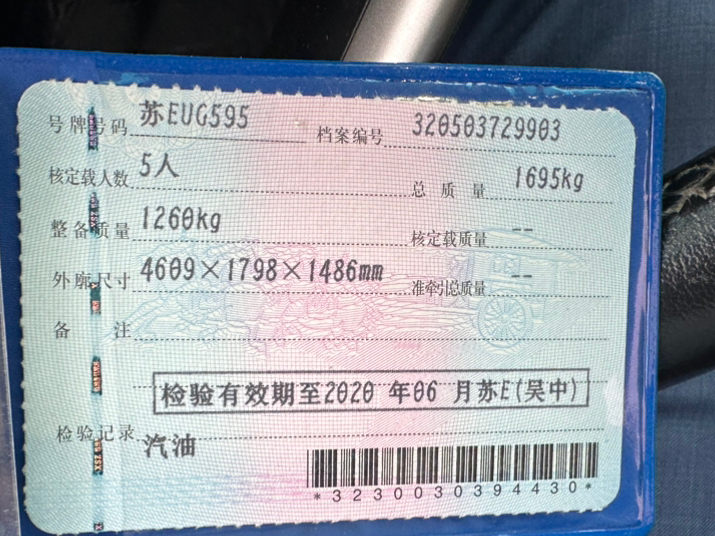 号牌号码 苏EUG595 档案编号 320503729903
核定载人数 5人 总质量 1695kg
整备质量 1260kg 核定载质量 --
外廓尺寸 4609×1798×1486mm 准牵引总质量 --
备注
检验有效期至2020 年06 月苏E(吴中)
检验记录
汽油
*3230030394430*